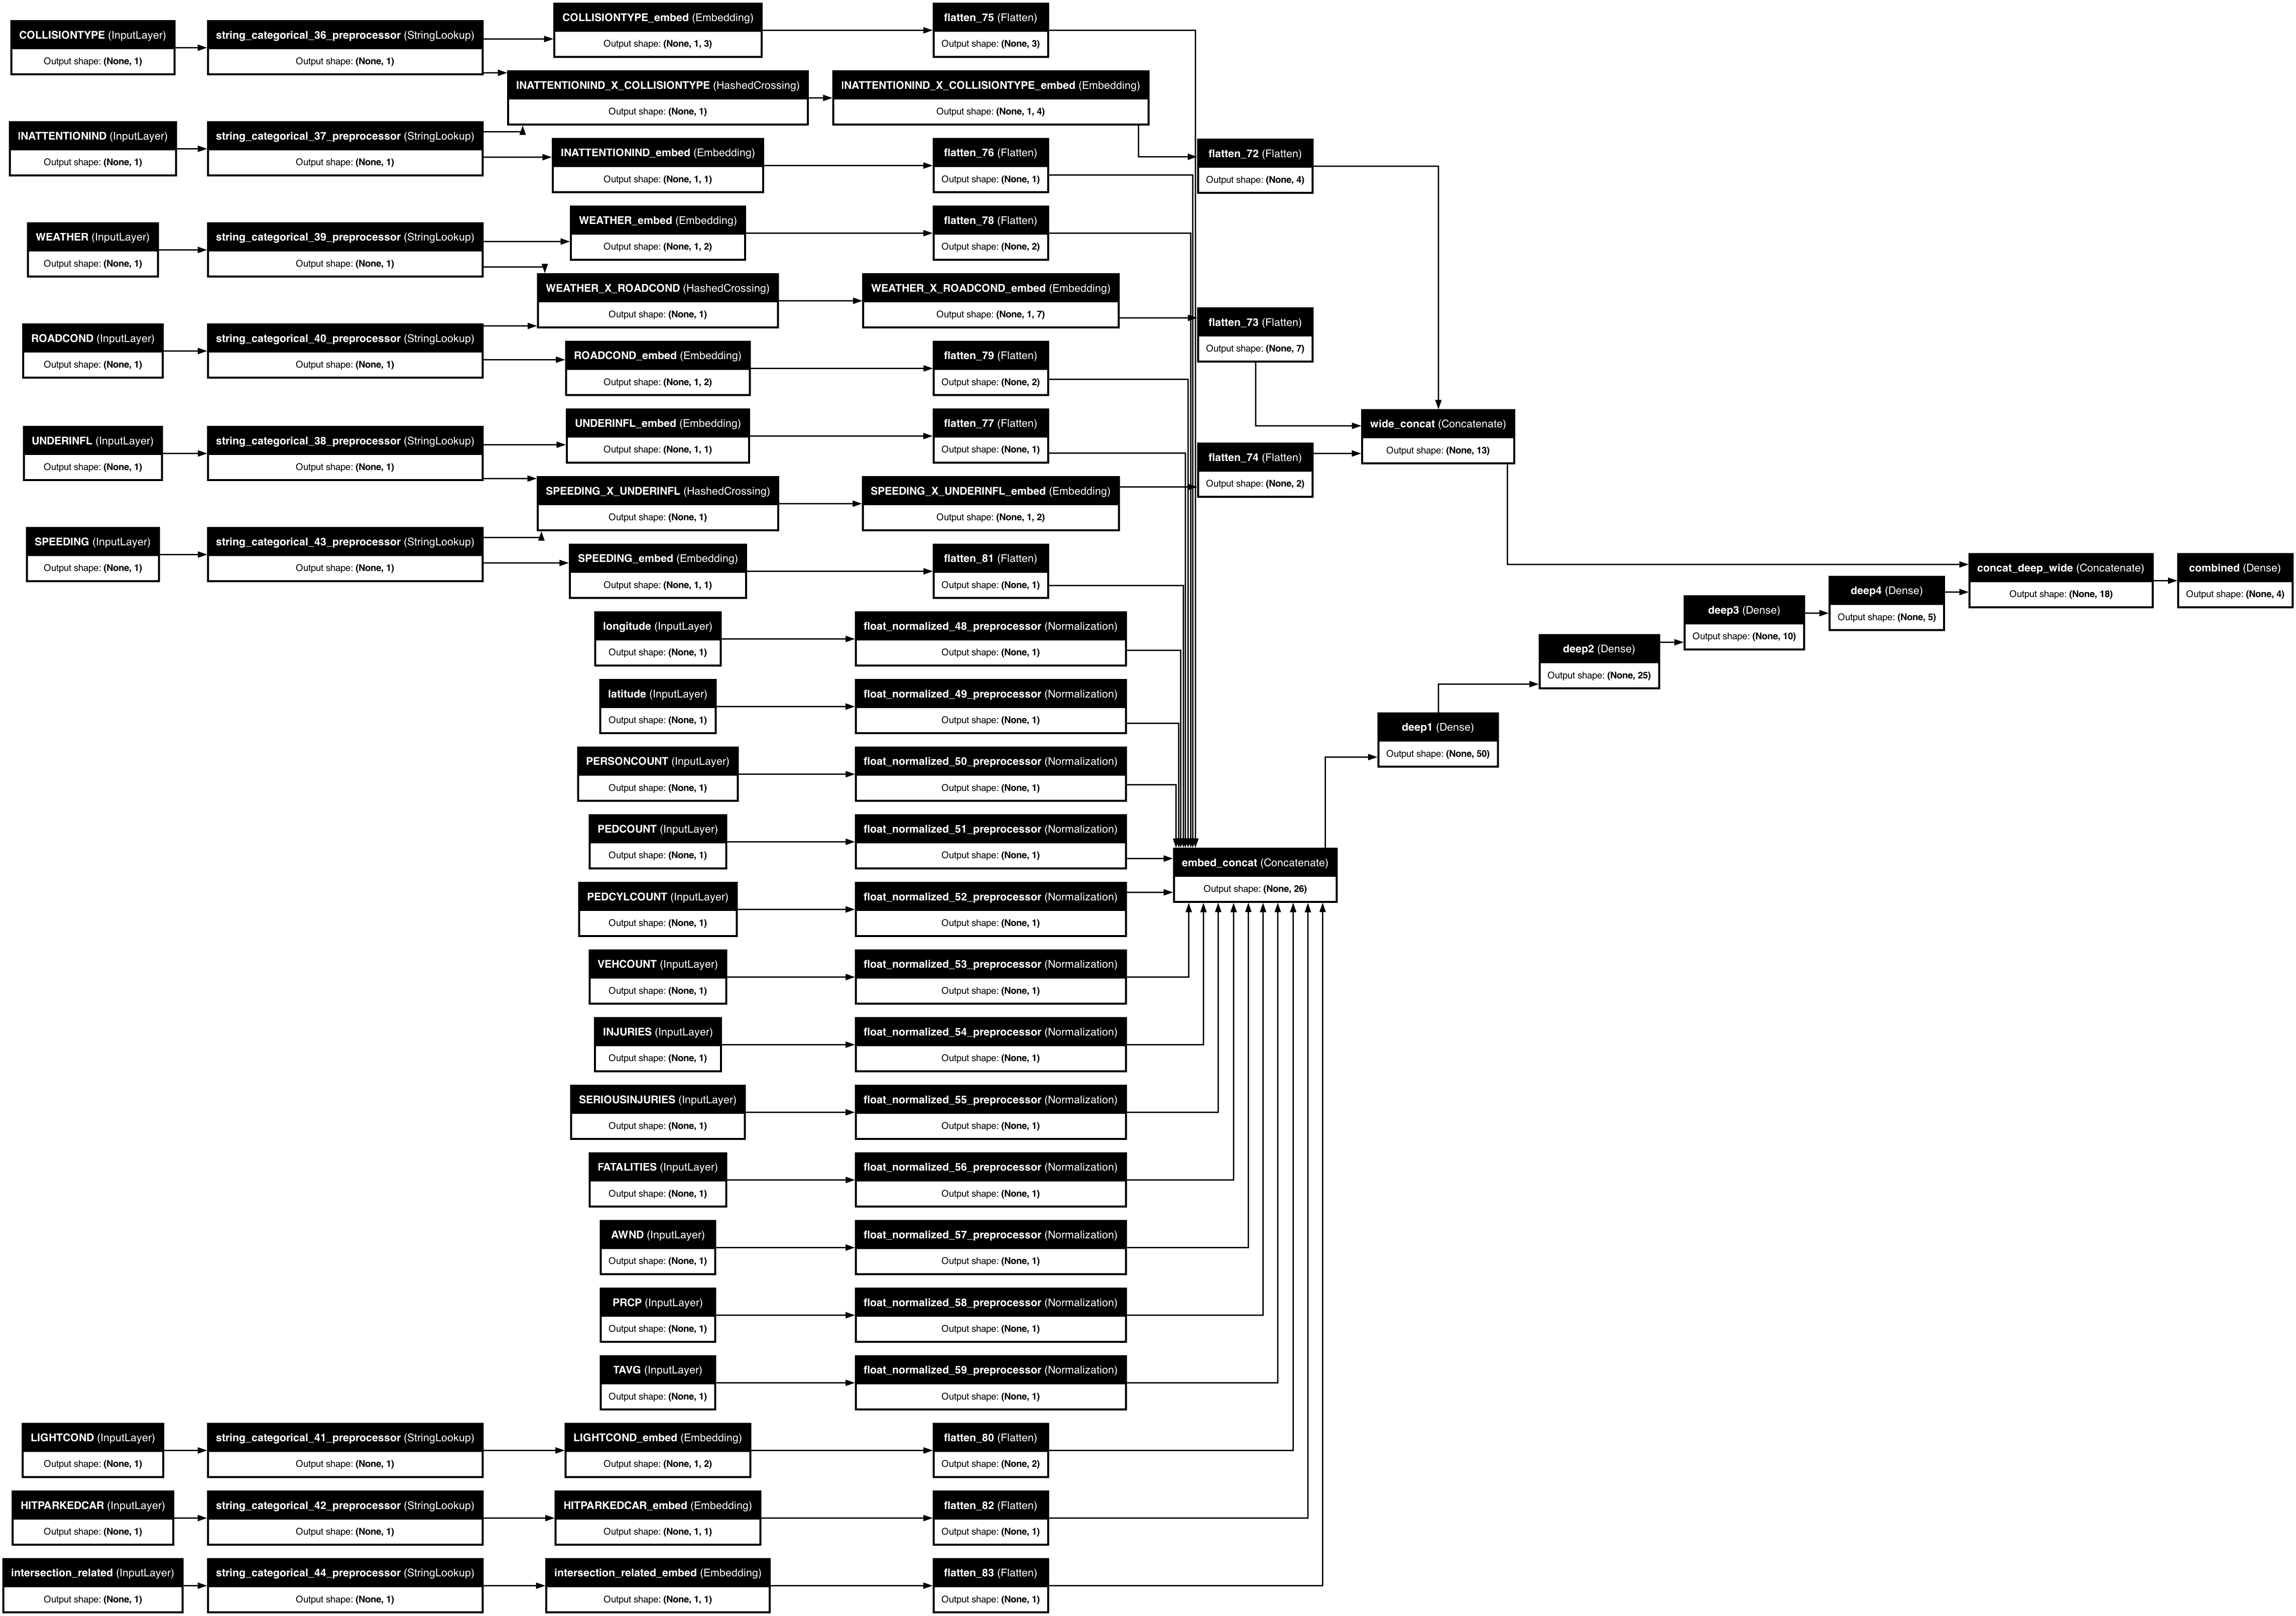 COLLISIONTYPE (InputLayer)
Output shape: (None, 1)
string_categorical_36_preprocessor (StringLookup)
Output shape: (None, 1)
COLLISIONTYPE_embed (Embedding)
Output shape: (None, 1, 3)
flatten_75 (Flatten)
Output shape: (None, 3)
INATTENTIONIND_X_COLLISIONTYPE (HashedCrossing)
Output shape: (None, 1)
INATTENTIONIND_X_COLLISIONTYPE_embed (Embedding)
Output shape: (None, 1, 4)
INATTENTIONIND (InputLayer)
Output shape: (None, 1)
string_categorical_37_preprocessor (StringLookup)
Output shape: (None, 1)
INATTENTIONIND_embed (Embedding)
Output shape: (None, 1, 1)
flatten_76 (Flatten)
Output shape: (None, 1)
flatten_72 (Flatten)
Output shape: (None, 4)
WEATHER (InputLayer)
Output shape: (None, 1)
string_categorical_39_preprocessor (StringLookup)
Output shape: (None, 1)
WEATHER_embed (Embedding)
Output shape: (None, 1, 2)
flatten_78 (Flatten)
Output shape: (None, 2)
WEATHER_X_ROADCOND (HashedCrossing)
Output shape: (None, 1)
WEATHER_X_ROADCOND_embed (Embedding)
Output shape: (None, 1, 7)
flatten_73 (Flatten)
Output shape: (None, 7)
ROADCOND (InputLayer)
Output shape: (None, 1)
string_categorical_40_preprocessor (StringLookup)
Output shape: (None, 1)
ROADCOND_embed (Embedding)
Output shape: (None, 1, 2)
flatten_79 (Flatten)
Output shape: (None, 2)
UNDERINFL (InputLayer)
Output shape: (None, 1)
string_categorical_38_preprocessor (StringLookup)
Output shape: (None, 1)
UNDERINFL_embed (Embedding)
Output shape: (None, 1, 1)
flatten_77 (Flatten)
Output shape: (None, 1)
wide_concat (Concatenate)
Output shape: (None, 13)
SPEEDING_X_UNDERINFL (HashedCrossing)
Output shape: (None, 1)
SPEEDING_X_UNDERINFL_embed (Embedding)
Output shape: (None, 1, 2)
flatten_74 (Flatten)
Output shape: (None, 2)
SPEEDING (InputLayer)
Output shape: (None, 1)
string_categorical_43_preprocessor (StringLookup)
Output shape: (None, 1)
SPEEDING_embed (Embedding)
Output shape: (None, 1, 1)
flatten_81 (Flatten)
Output shape: (None, 1)
concat_deep_wide (Concatenate)
Output shape: (None, 18)
combined (Dense)
Output shape: (None, 4)
deep4 (Dense)
Output shape: (None, 5)
deep3 (Dense)
Output shape: (None, 10)
deep2 (Dense)
Output shape: (None, 25)
deep1 (Dense)
Output shape: (None, 50)
longitude (InputLayer)
Output shape: (None, 1)
float_normalized_48_preprocessor (Normalization)
Output shape: (None, 1)
latitude (InputLayer)
Output shape: (None, 1)
float_normalized_49_preprocessor (Normalization)
Output shape: (None, 1)
PERSONCOUNT (InputLayer)
Output shape: (None, 1)
float_normalized_50_preprocessor (Normalization)
Output shape: (None, 1)
PEDCOUNT (InputLayer)
Output shape: (None, 1)
float_normalized_51_preprocessor (Normalization)
Output shape: (None, 1)
embed_concat (Concatenate)
Output shape: (None, 26)
PEDCYLCOUNT (InputLayer)
Output shape: (None, 1)
float_normalized_52_preprocessor (Normalization)
Output shape: (None, 1)
VEHCOUNT (InputLayer)
Output shape: (None, 1)
float_normalized_53_preprocessor (Normalization)
Output shape: (None, 1)
INJURIES (InputLayer)
Output shape: (None, 1)
float_normalized_54_preprocessor (Normalization)
Output shape: (None, 1)
SERIOUSINJURIES (InputLayer)
Output shape: (None, 1)
float_normalized_55_preprocessor (Normalization)
Output shape: (None, 1)
FATALITIES (InputLayer)
Output shape: (None, 1)
float_normalized_56_preprocessor (Normalization)
Output shape: (None, 1)
AWND (InputLayer)
Output shape: (None, 1)
float_normalized_57_preprocessor (Normalization)
Output shape: (None, 1)
PRCP (InputLayer)
Output shape: (None, 1)
float_normalized_58_preprocessor (Normalization)
Output shape: (None, 1)
TAVG (InputLayer)
Output shape: (None, 1)
float_normalized_59_preprocessor (Normalization)
Output shape: (None, 1)
LIGHTCOND (InputLayer)
Output shape: (None, 1)
string_categorical_41_preprocessor (StringLookup)
Output shape: (None, 1)
LIGHTCOND_embed (Embedding)
Output shape: (None, 1, 2)
flatten_80 (Flatten)
Output shape: (None, 2)
HITPARKEDCAR (InputLayer)
Output shape: (None, 1)
string_categorical_42_preprocessor (StringLookup)
Output shape: (None, 1)
HITPARKEDCAR_embed (Embedding)
Output shape: (None, 1, 1)
flatten_82 (Flatten)
Output shape: (None, 1)
intersection_related (InputLayer)
Output shape: (None, 1)
string_categorical_44_preprocessor (StringLookup)
Output shape: (None, 1)
intersection_related_embed (Embedding)
Output shape: (None, 1, 1)
flatten_83 (Flatten)
Output shape: (None, 1)